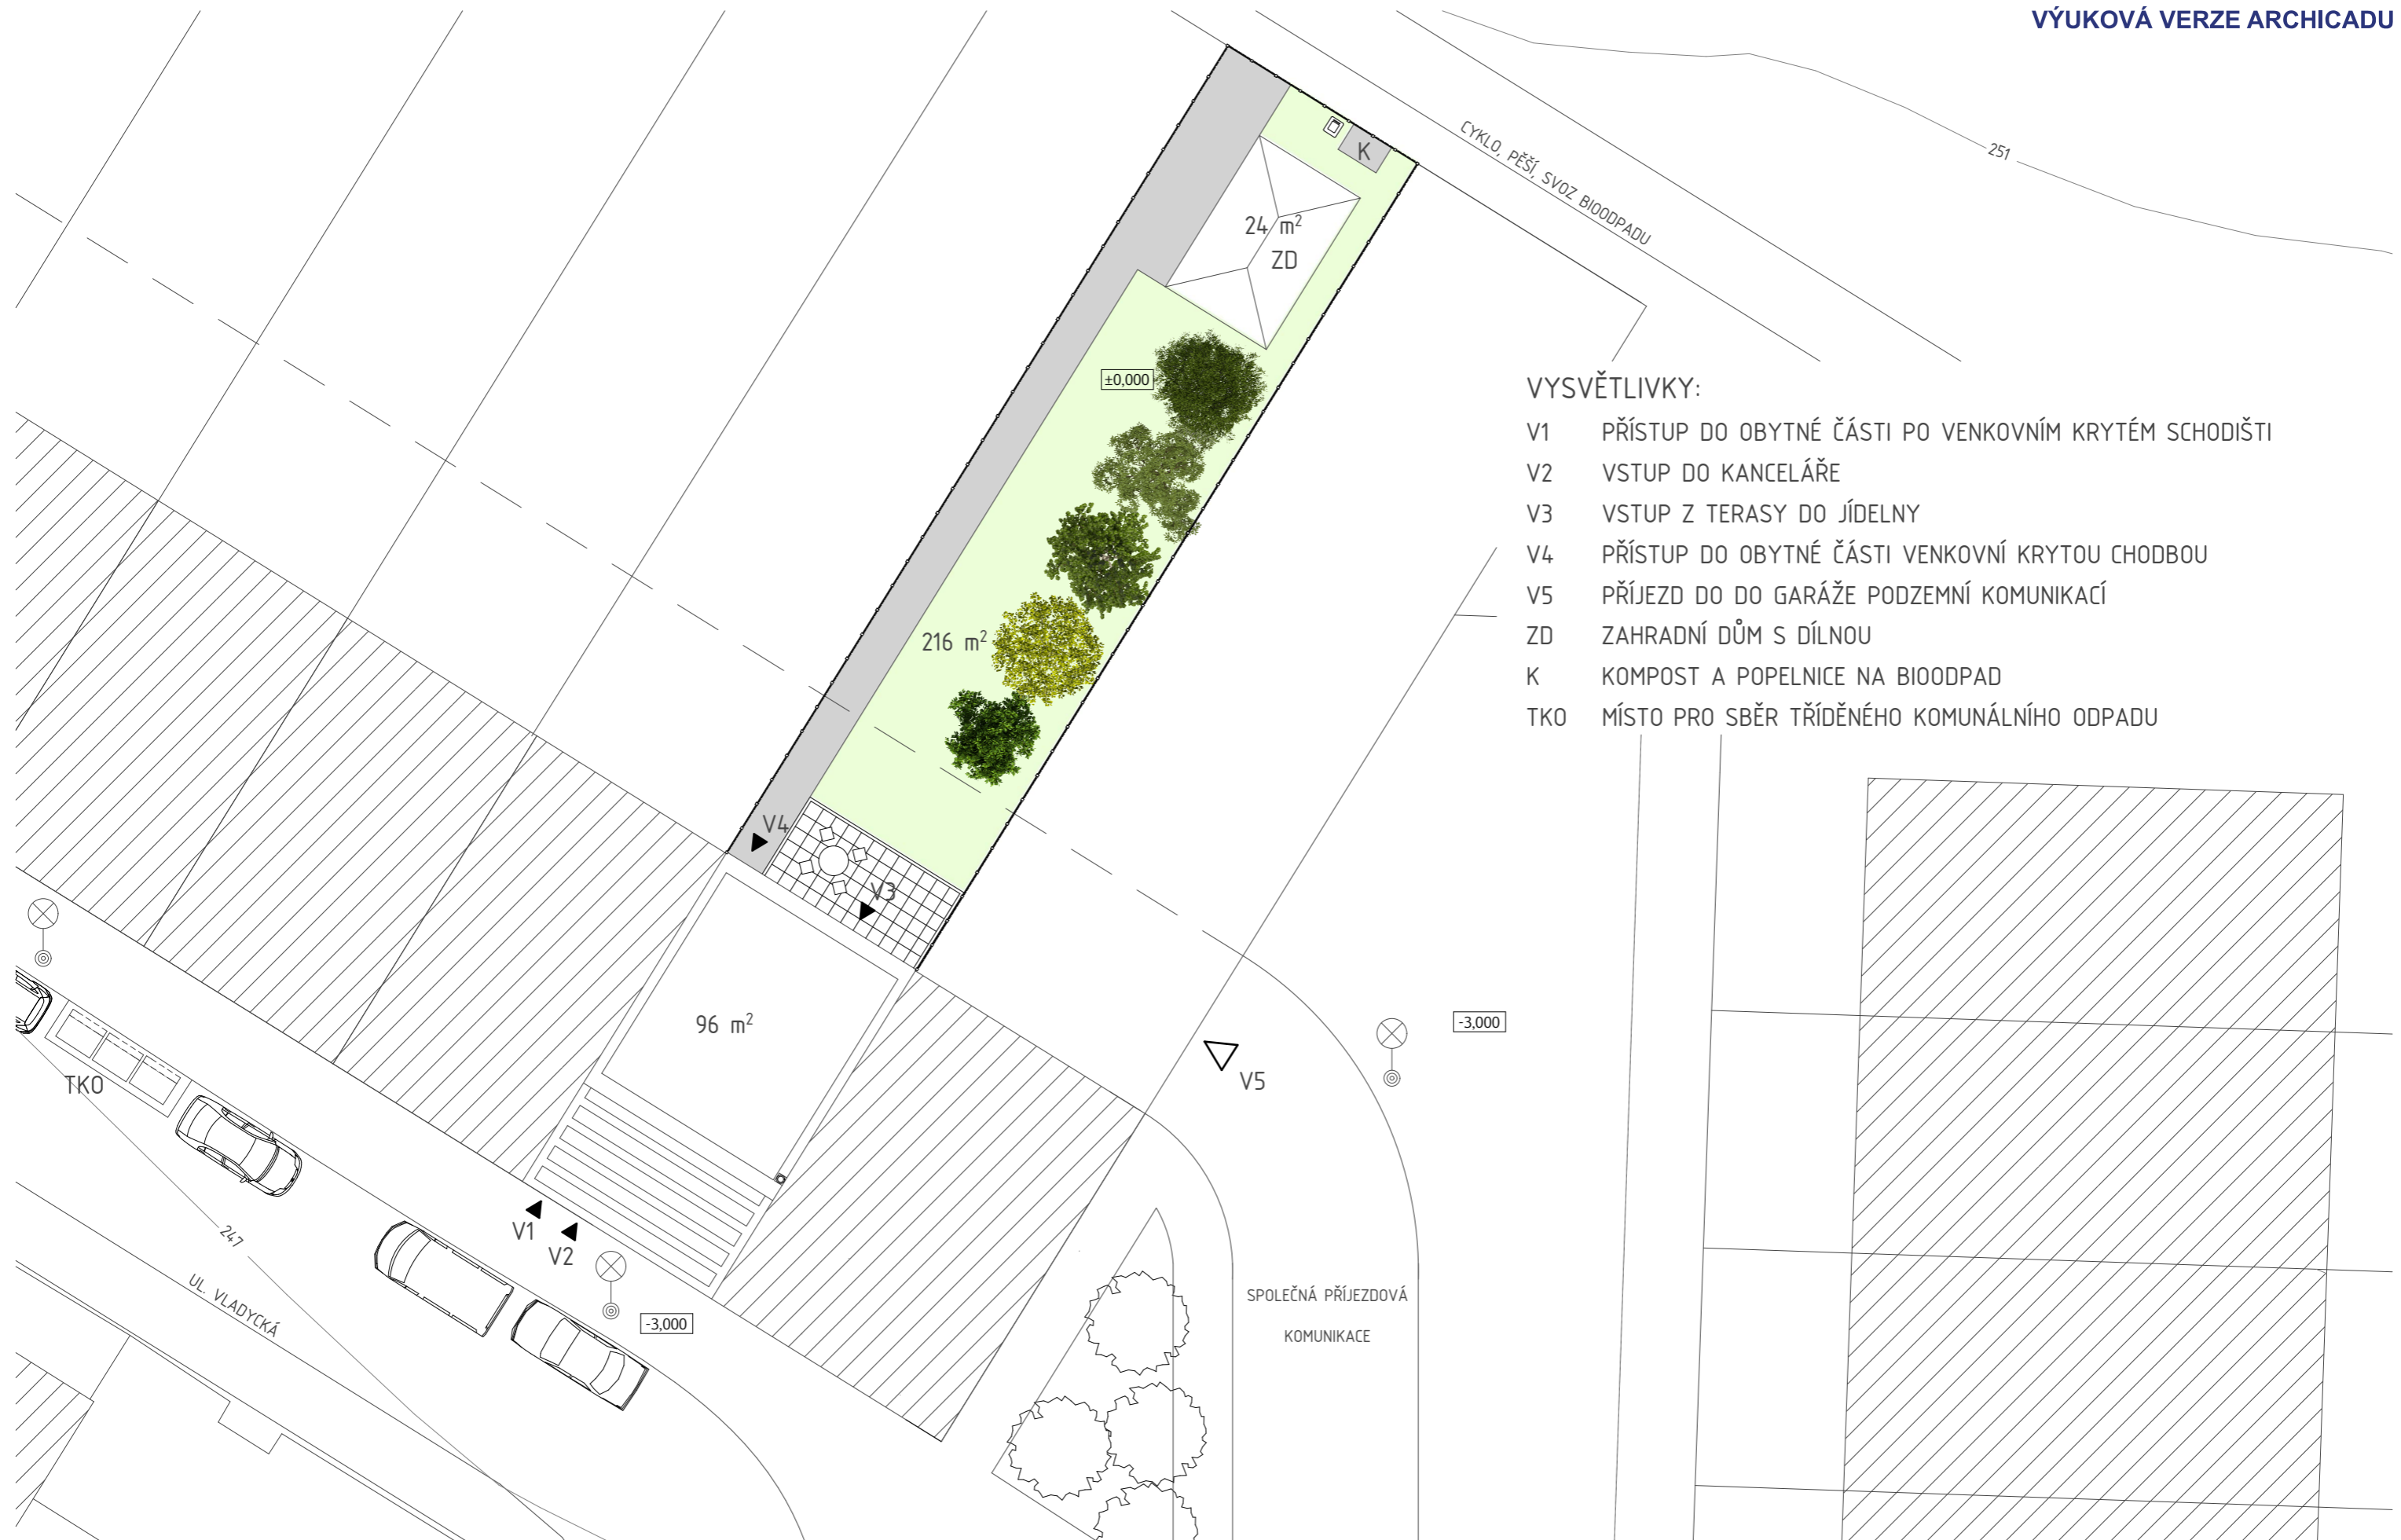 VÝUKOVÁ VERZE ARCHICADU
CYKLO, PĚŠÍ, SVOZ BIOODPADU
251
K
24 m²
ZD
±0,000
VYSVĚTLIVKY:
V1 PŘÍSTUP DO OBYTNÉ ČÁSTI PO VENKOVNÍM KRYTÉM SCHODIŠTI
V2 VSTUP DO KANCELÁŘE
V3 VSTUP Z TERASY DO JÍDELNY
V4 PŘÍSTUP DO OBYTNÉ ČÁSTI VENKOVNÍ KRYTOU CHODBOU
V5 PŘÍJEZD DO DO GARÁŽE PODZEMNÍ KOMUNIKACÍ
ZD ZAHRADNÍ DŮM S DÍLNOU
K KOMPOST A POPELNICE NA BIOODPAD
TKO MÍSTO PRO SBĚR TŘÍDĚNÉHO KOMUNÁLNÍHO ODPADU
216 m²
V4
V3
96 m²
-3,000
V5
TKO
V1
V2
247
UL. VLADYCKÁ
-3,000
SPOLEČNÁ PŘÍJEZDOVÁ
KOMUNIKACE